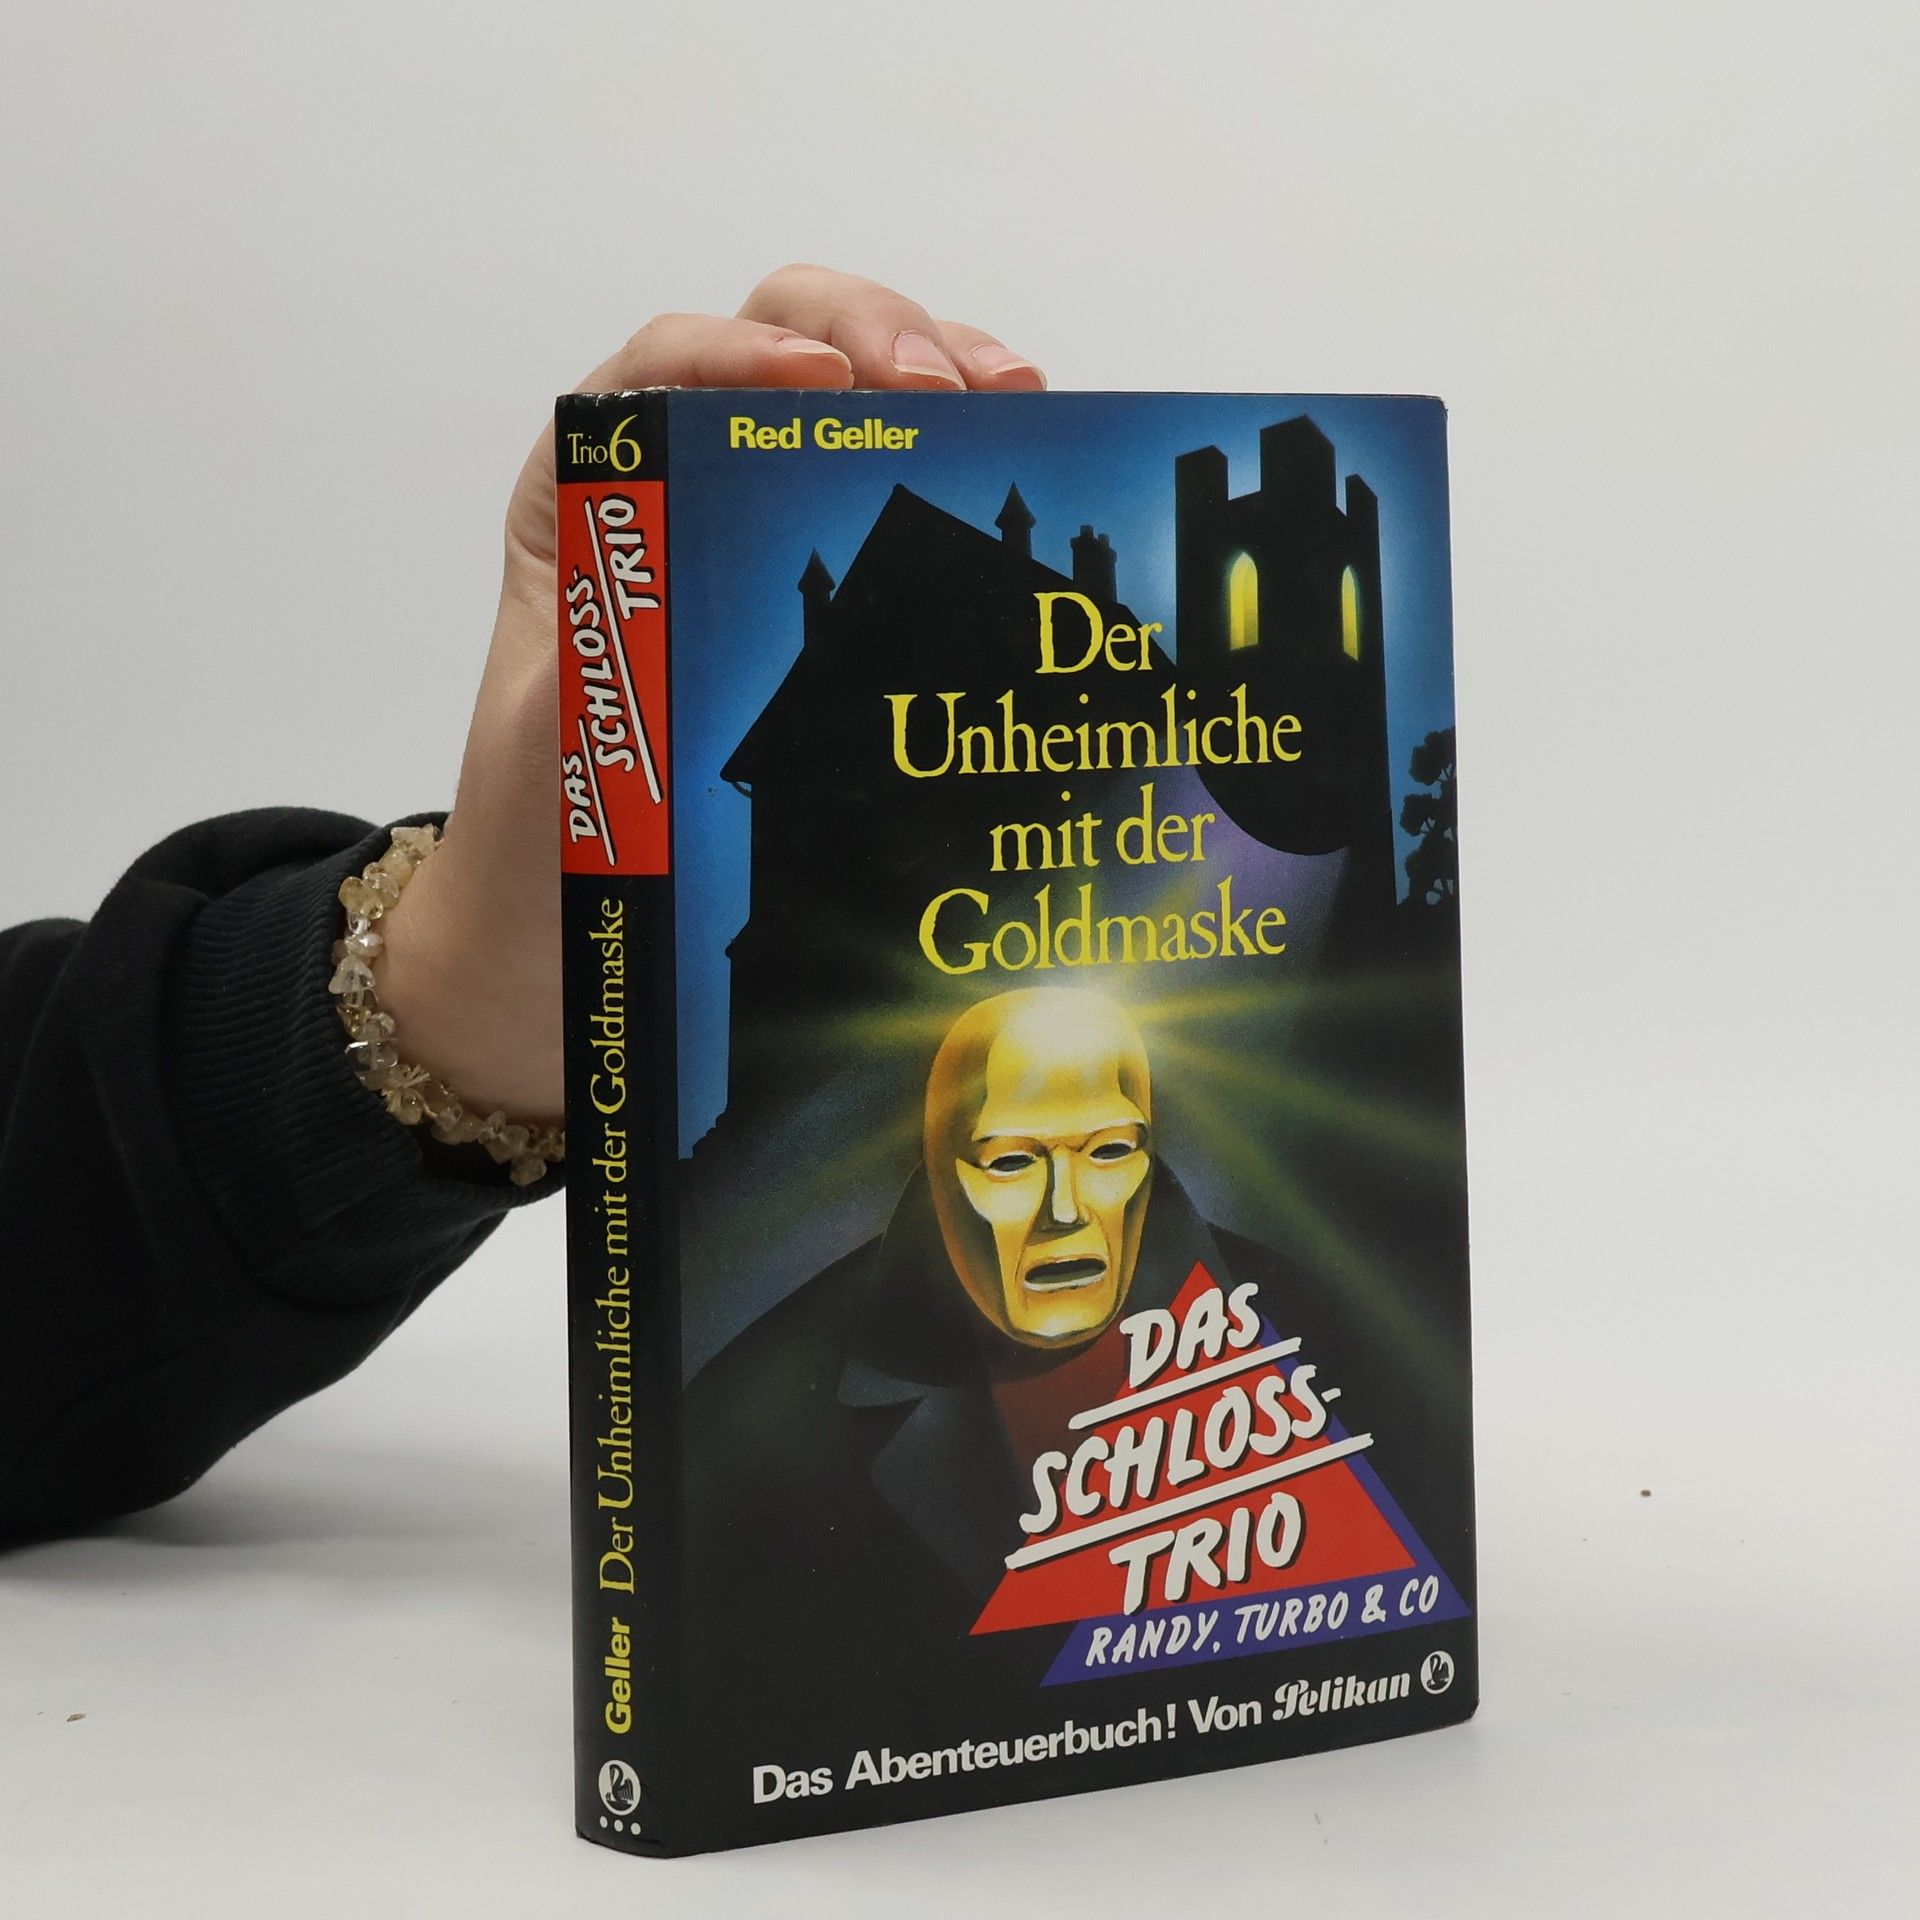 Trio 6
DAS
SCHLOSS-
TRIO
Geller Der Unheimliche mit der Goldmaske
Red Geller
Der
Unheimliche
mit der
Goldmaske
DAS
SCHLOSS-
TRIO
RANDY, TURBO & CO
Das Abenteuerbuch! Von Pelikan